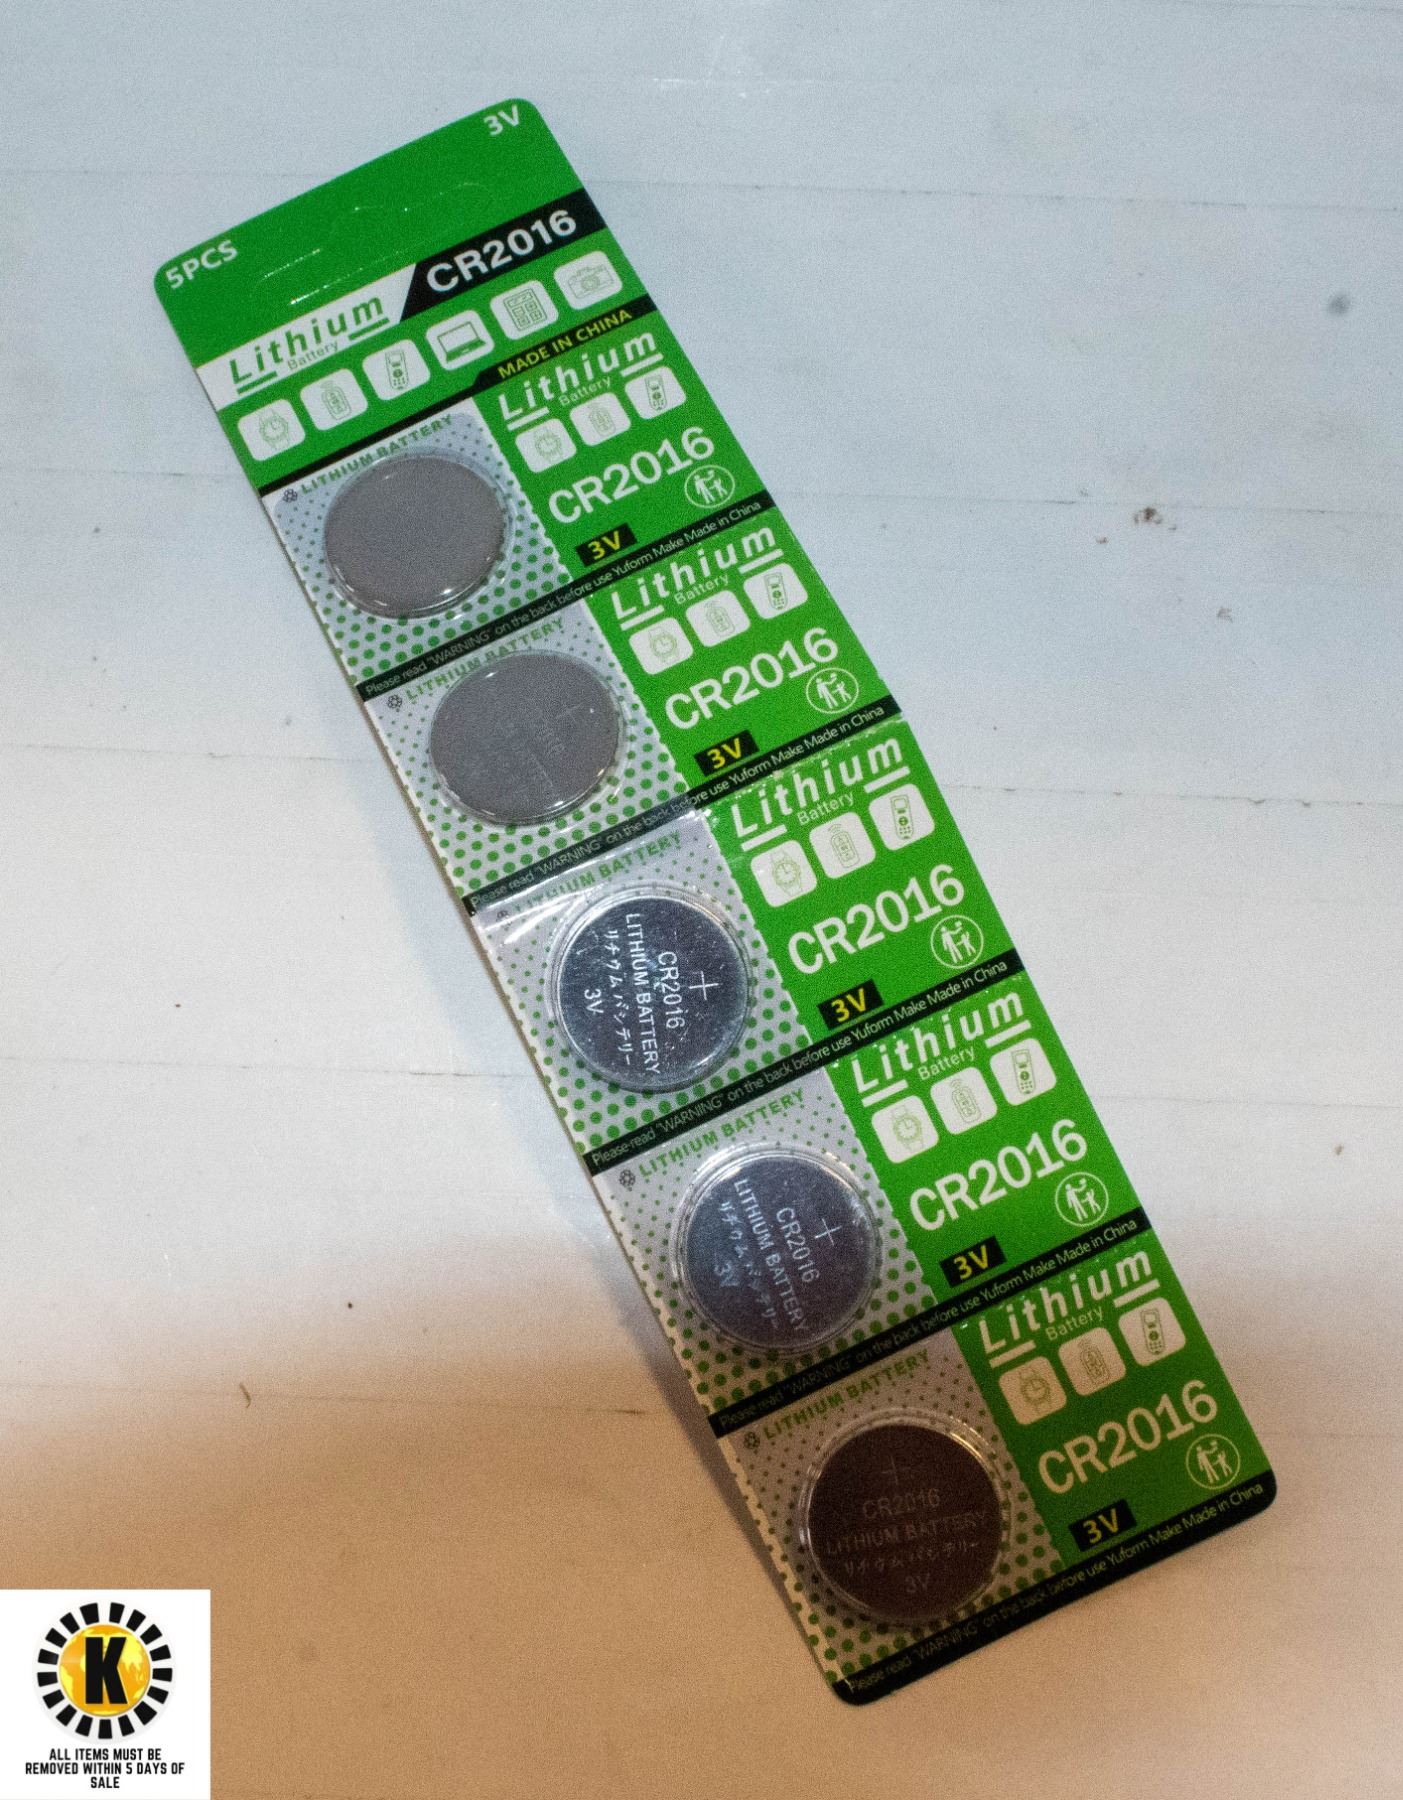 3V
5PCS
Lithium CR2016
Battery
MADE IN CHINA
LITHIUM BATTERY
Lithium
Battery
CR2016
3V
Please read "WARNING" on the back before use Yuform Make Made in China
LITHIUM BATTERY
Lithium
Battery
CR2016
3V
Please read "WARNING" on the back before use Yuform Make Made in China
LITHIUM BATTERY
Lithium
Battery
CR2016
3V
CR2016
LITHIUM BATTERY
リチウムバシテリー
3V
Please read "WARNING" on the back before use Yuform Make Made in China
LITHIUM BATTERY
Lithium
Battery
CR2016
3V
CR2016
LITHIUM BATTERY
リチウムバシテリー
3V
Please read "WARNING" on the back before use Yuform Make Made in China
LITHIUM BATTERY
Lithium
Battery
CR2016
3V
CR2016
LITHIUM BATTERY
リチウムバシテリー
3V
Please read "WARNING" on the back before use Yuform Make Made in China
K
ALL ITEMS MUST BE
REMOVED WITHIN 5 DAYS OF
SALE